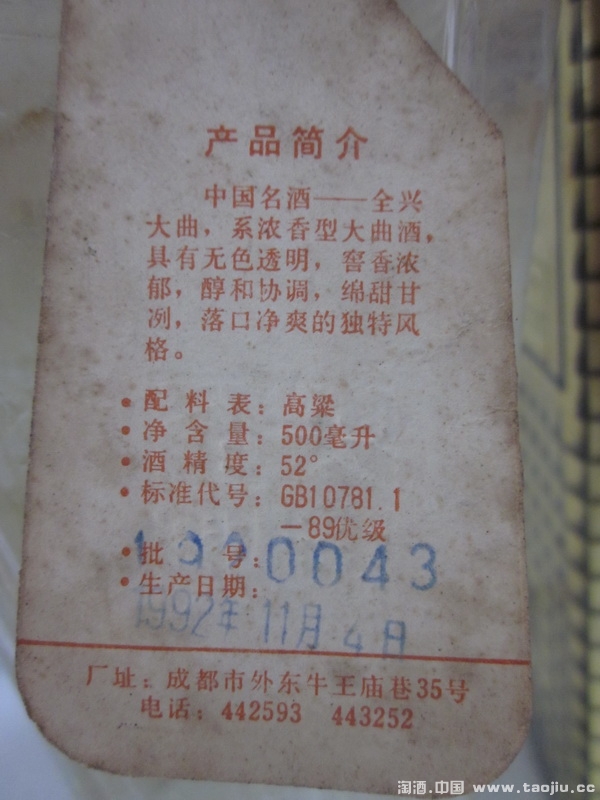 产品简介
中国名酒——全兴
大曲，系浓香型大曲酒，
具有无色透明，窖香浓
郁，醇和协调，绵甜甘
冽，落口净爽的独特风
格。
·配料表：高粱
·净含量：500毫升
·酒精度：52°
·标准代号：GB10781.1
—89优级
·批号：
0043
·生产日期：
1992年11月4日
厂址：成都市外东牛王庙巷35号
电话：442593 443252
淘酒.中国 www.taojiu.cc